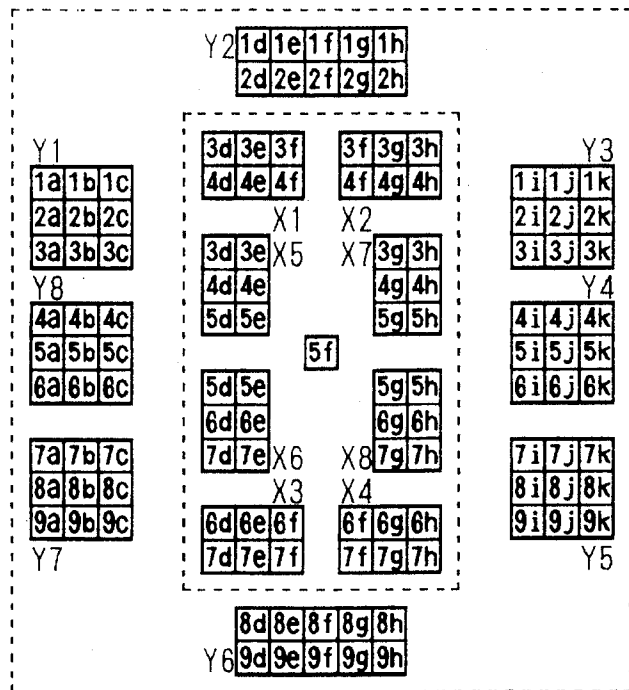 Y2 1d 1e 1f 1g 1h
2d 2e 2f 2g 2h
Y1
1a 1b 1c
2a 2b 2c
3a 3b 3c
Y8
4a 4b 4c
5a 5b 5c
6a 6b 6c
7a 7b 7c
8a 8b 8c
9a 9b 9c
Y7
3d 3e 3f
4d 4e 4f
X1
3f 3g 3h
4f 4g 4h
X2
3d 3e X5
4d 4e
5d 5e
X7 3g 3h
4g 4h
5g 5h
5f
5d 5e
6d 6e
7d 7e X6
5g 5h
6g 6h
X8 7g 7h
X3
6d 6e 6f
7d 7e 7f
X4
6f 6g 6h
7f 7g 7h
Y3
1i 1j 1k
2i 2j 2k
3i 3j 3k
Y4
4i 4j 4k
5i 5j 5k
6i 6j 6k
7i 7j 7k
8i 8j 8k
9i 9j 9k
Y5
8d 8e 8f 8g 8h
Y6 9d 9e 9f 9g 9h